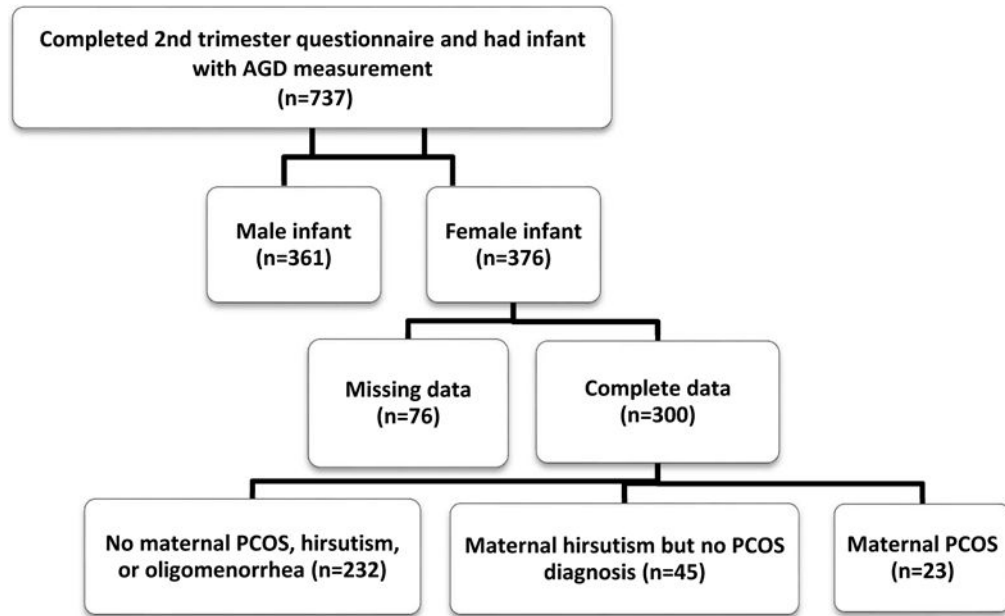 Completed 2nd trimester questionnaire and had infant
with AGD measurement
(n=737)
Male infant
(n=361)
Female infant
(n=376)
Missing data
(n=76)
Complete data
(n=300)
No maternal PCOS, hirsutism,
or oligomenorrhea (n=232)
Maternal hirsutism but no PCOS
diagnosis (n=45)
Maternal PCOS
(n=23)